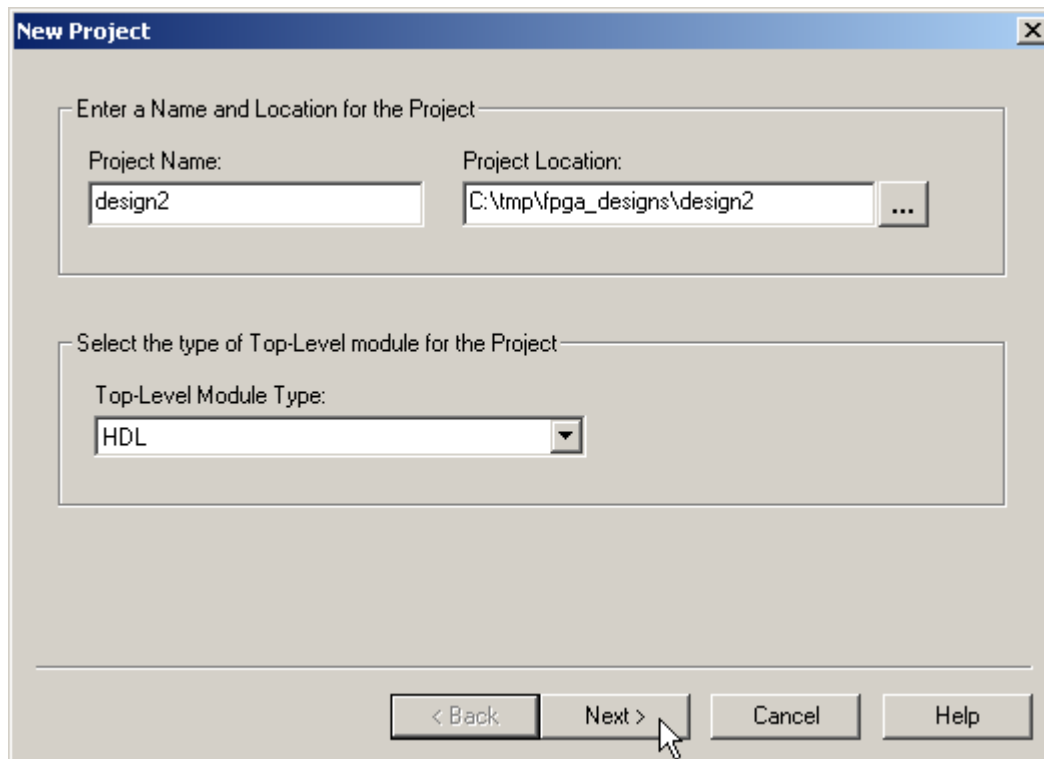 New Project
Enter a Name and Location for the Project
Project Name:
Project Location:
design2
C:\tmp\fpga_designs\design2
...
Select the type of Top-Level module for the Project
Top-Level Module Type:
HDL
< Back
Next >
Cancel
Help